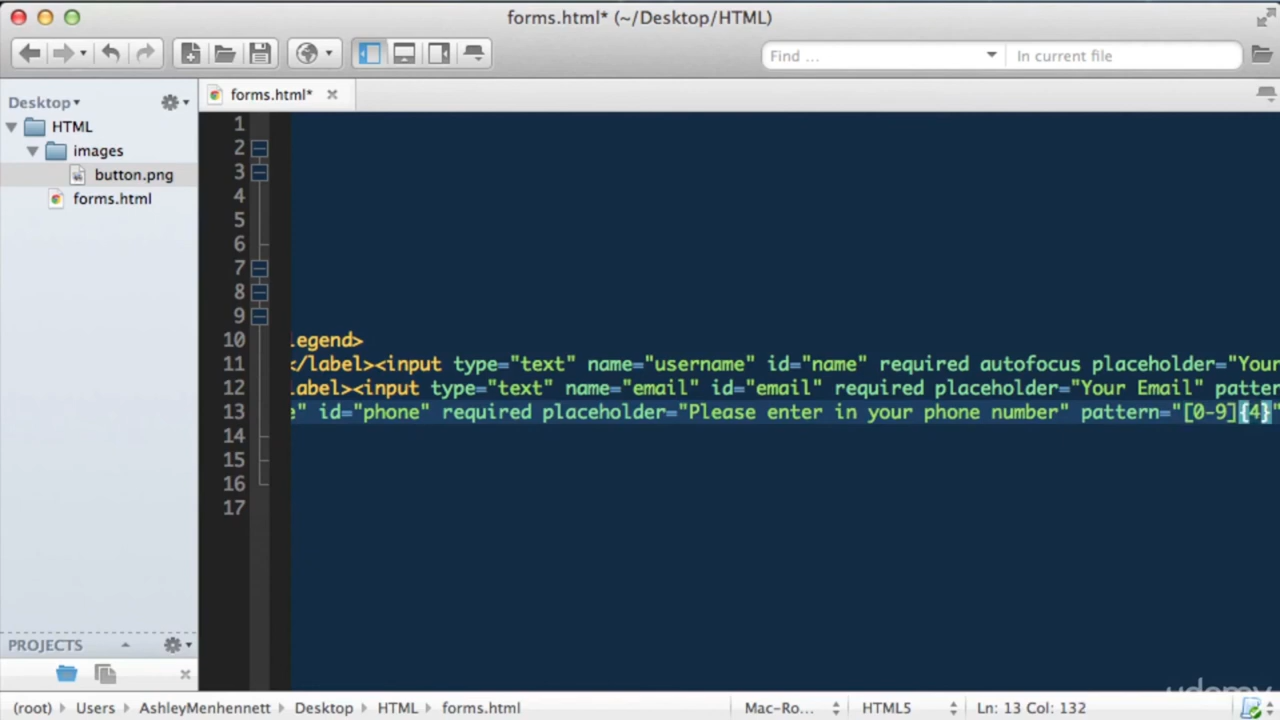 forms.html* (~/Desktop/HTML)
Find ...
In current file
Desktop
forms.html*
HTML
images
button.png
forms.html
1
2
3
4
5
6
7
8
9
10 legend>
11 </label><input type="text" name="username" id="name" required autofocus placeholder="Your
12 label><input type="text" name="email" id="email" required placeholder="Your Email" patter
13 e" id="phone" required placeholder="Please enter in your phone number" pattern="[0-9]{4}"
14
15
16
17
PROJECTS
udemy
(root) Users AshleyMenhennett Desktop HTML forms.html
Mac-Ro... HTML5 Ln: 13 Col: 132